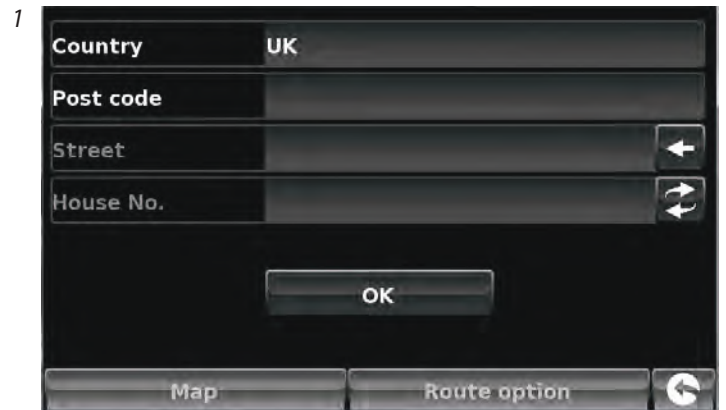 1
Country UK
Post code
Street
House No.
OK
Map Route option